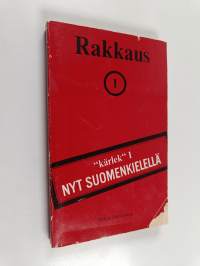 Rakkaus
1
"kärlek" 1
NYT SUOMENKIELELLÄ